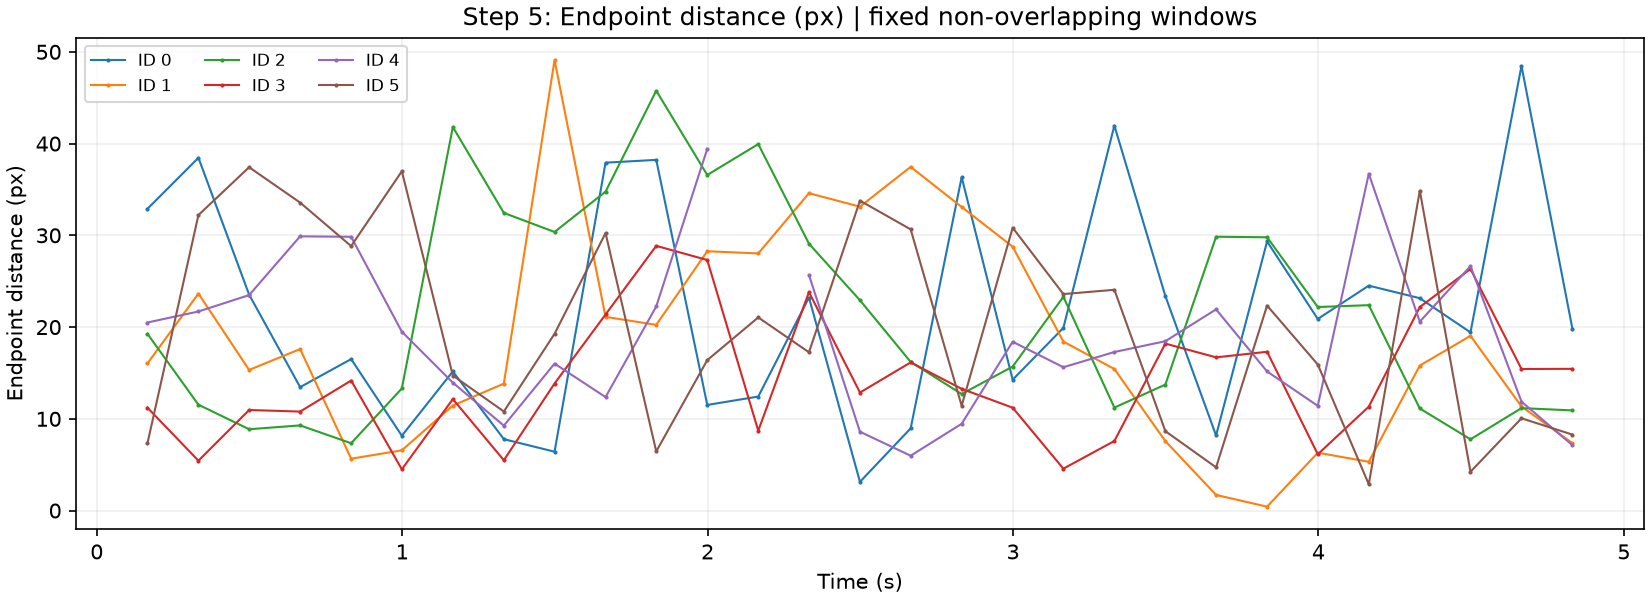 Step 5: Endpoint distance (px) | fixed non-overlapping windows
50
40
30
20
10
0
Endpoint distance (px)
ID 0 ID 2 ID 4
ID 1 ID 3 ID 5
0 1 2 3 4 5
Time (s)